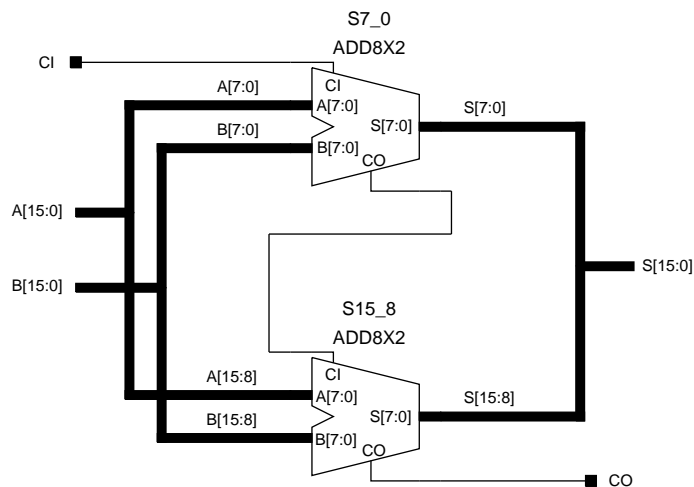 S7_0
ADD8X2
CI
CI
A[7:0]
A[7:0]
S[7:0]
S[7:0]
B[7:0]
B[7:0]
CO
A[15:0]
B[15:0]
S[15:0]
S15_8
ADD8X2
CI
A[15:8]
A[7:0]
S[7:0]
S[15:8]
B[15:8]
B[7:0]
CO
CO